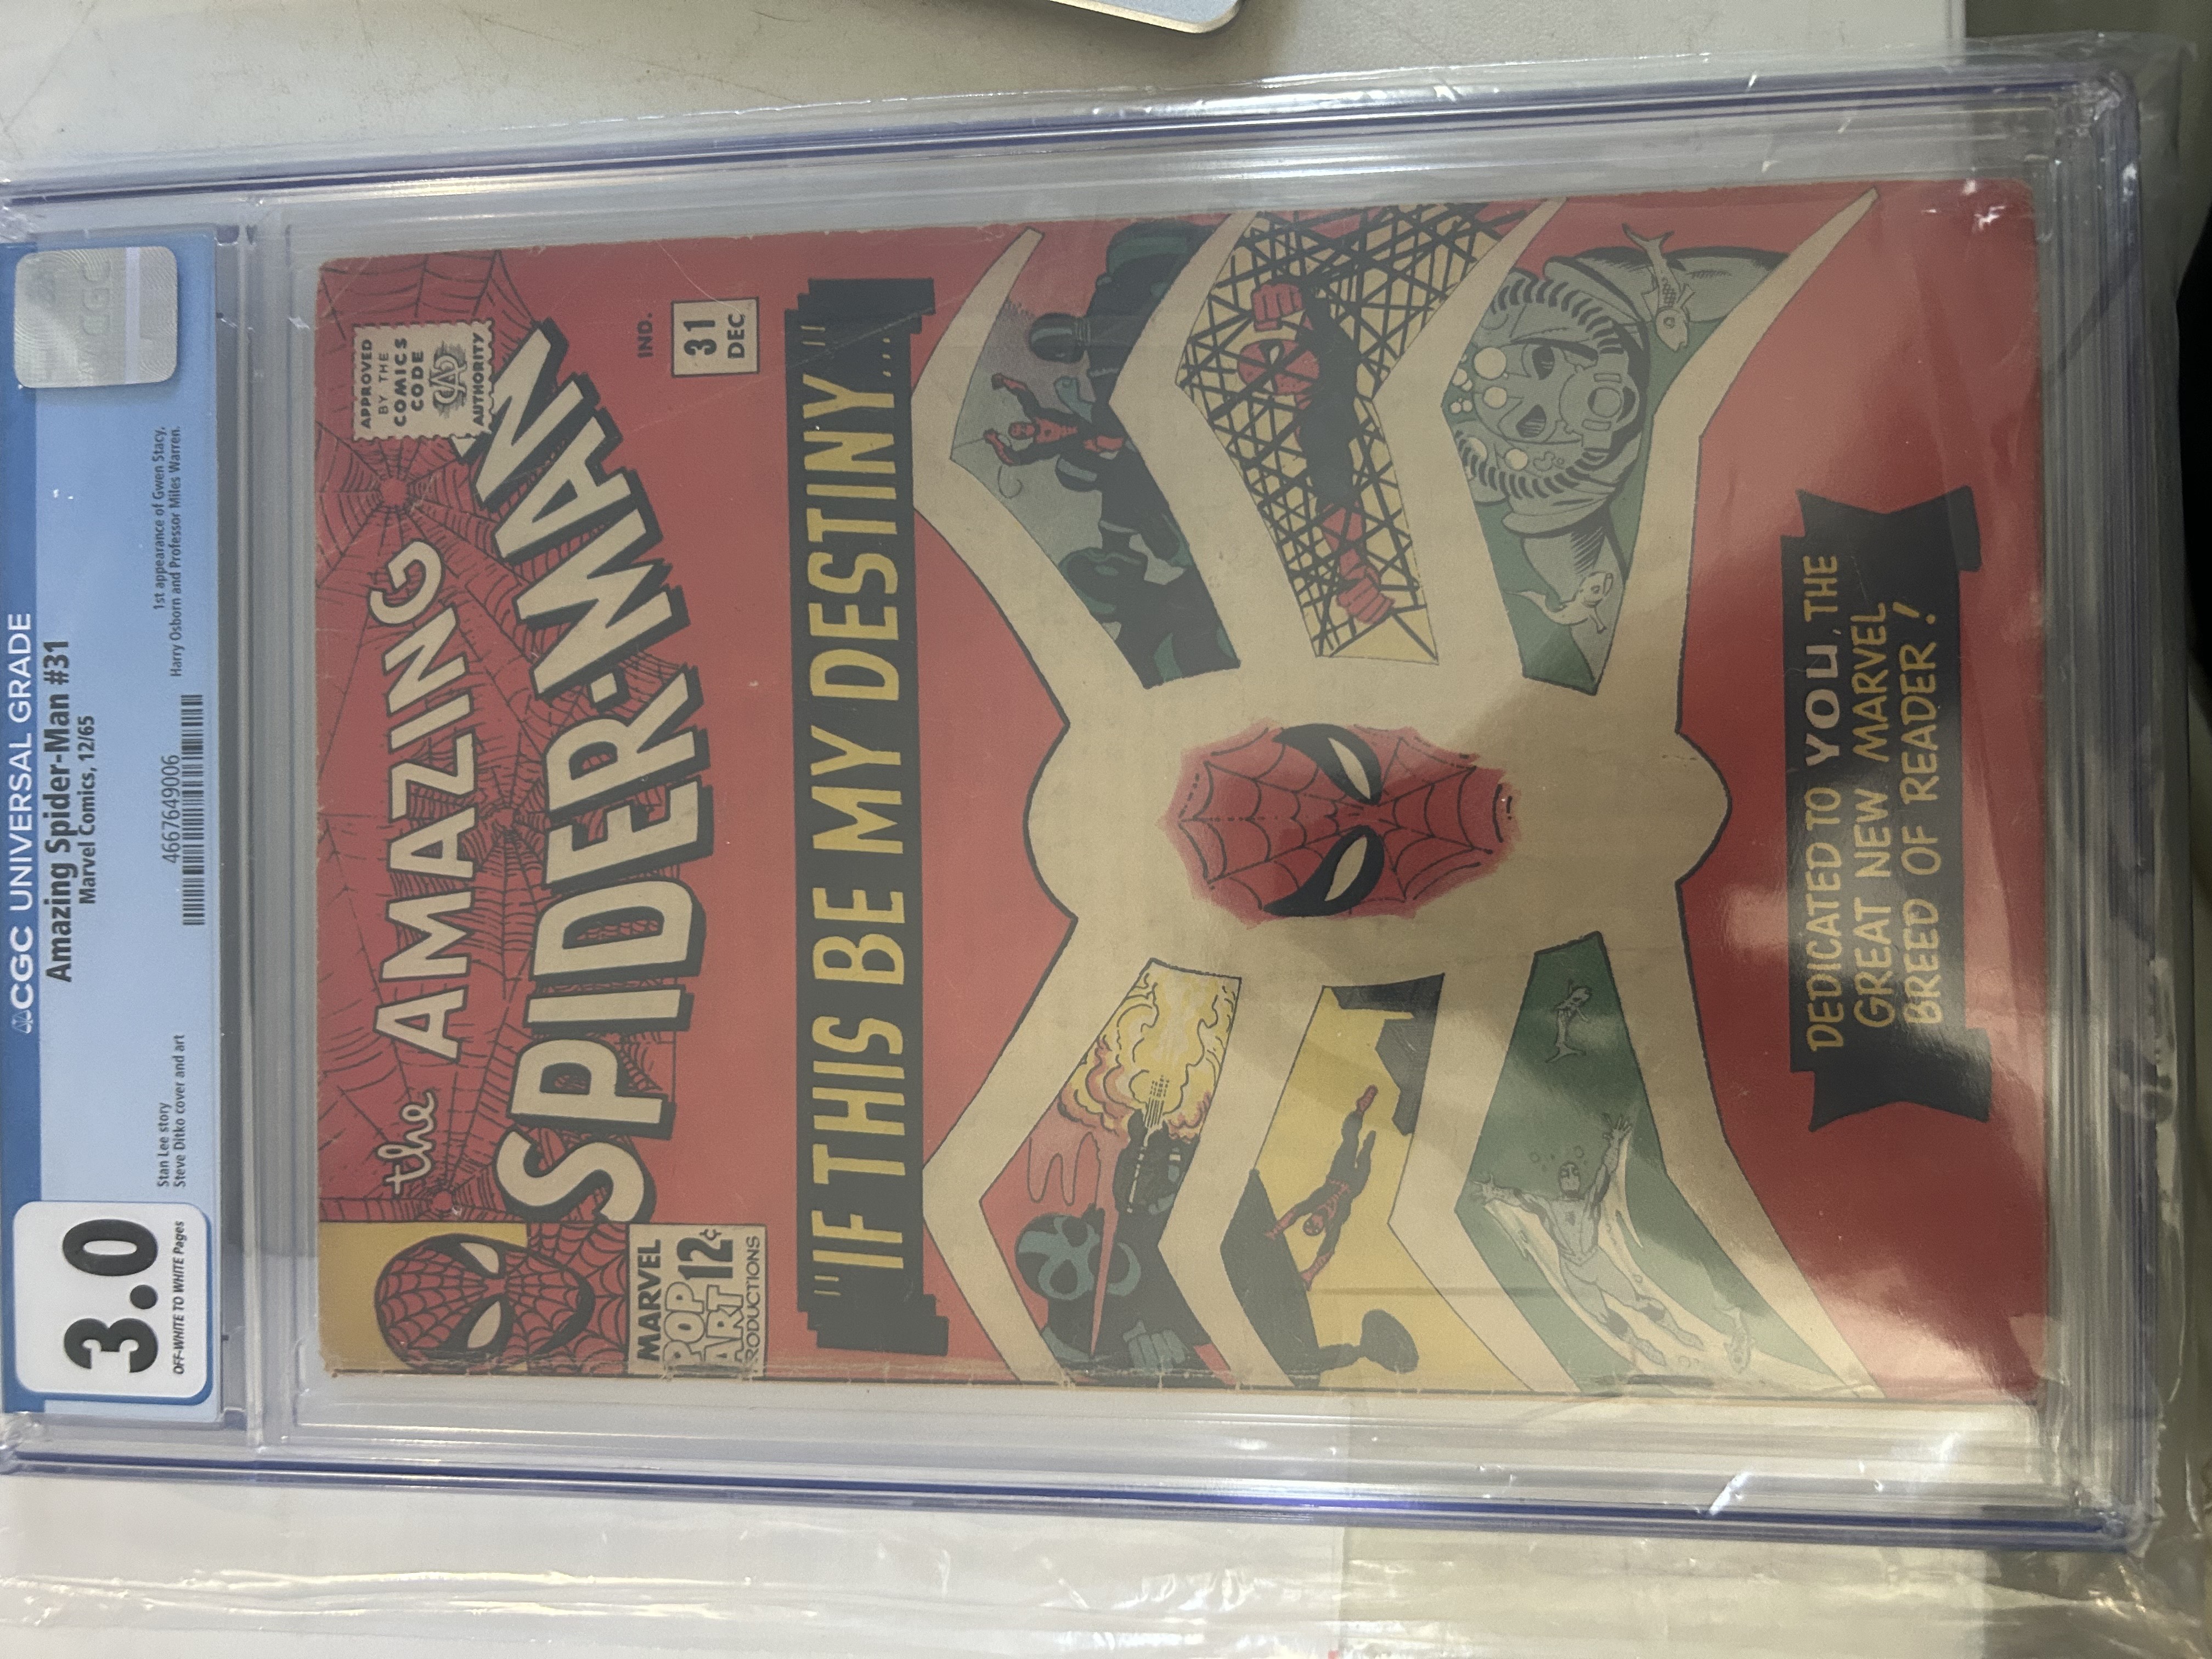 CGC UNIVERSAL GRADE
3.0
OFF-WHITE TO WHITE Pages
Amazing Spider-Man #31
Marvel Comics, 12/65
Stan Lee story
Steve Ditko cover and art
4667649006
1st appearance of Gwen Stacy,
Harry Osborn and Professor Miles Warren.
CGC
MARVEL
POP
ART
12¢
PRODUCTIONS
the
AMAZING
SPIDER-MAN
APPROVED
BY THE
COMICS
CODE
CA
AUTHORITY
IND.
31
DEC
"IF THIS BE MY DESTINY...."
DEDICATED TO YOU, THE
GREAT NEW MARVEL
BREED OF READER!